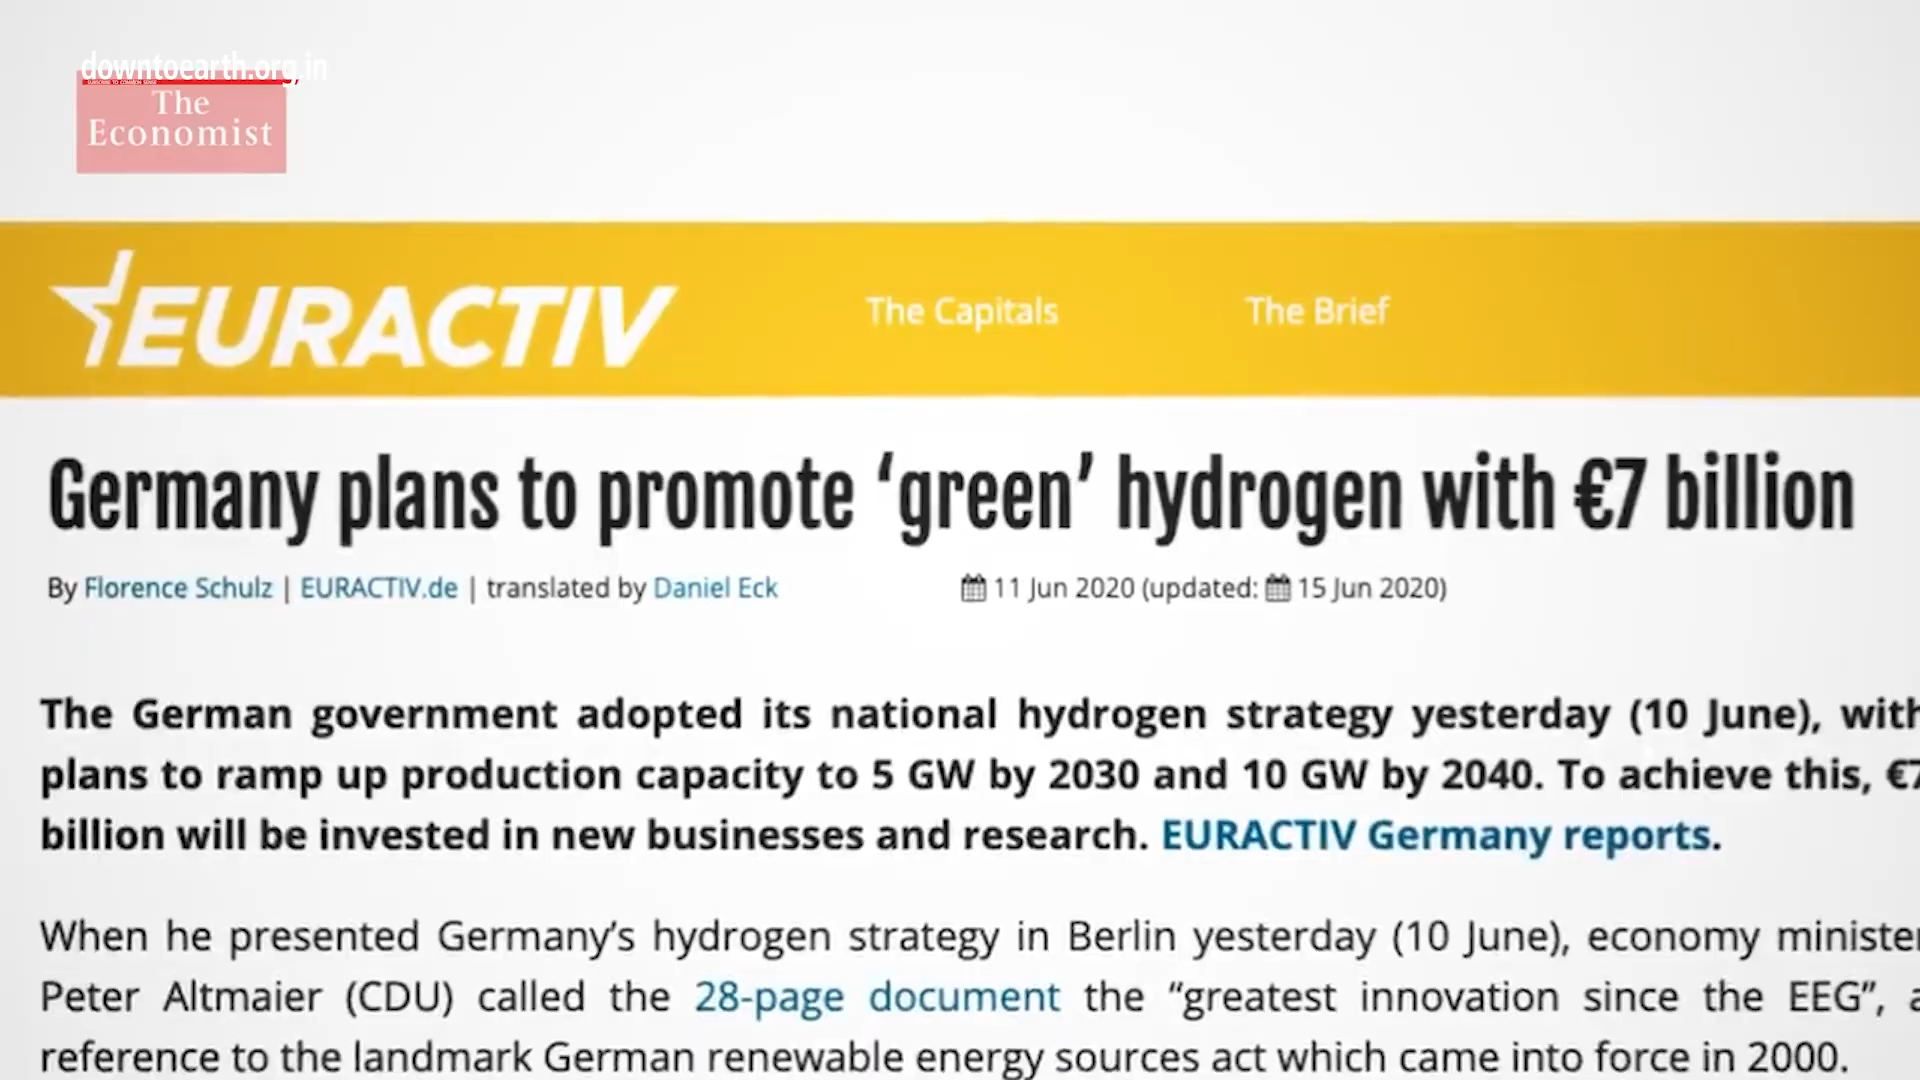 downtoearth.org.in
SUBSCRIBE TO COMMON SENSE
The
Economist
EURACTIV
The Capitals
The Brief
Germany plans to promote ‘green’ hydrogen with €7 billion
By Florence Schulz | EURACTIV.de | translated by Daniel Eck
11 Jun 2020 (updated: 15 Jun 2020)
The German government adopted its national hydrogen strategy yesterday (10 June), with
plans to ramp up production capacity to 5 GW by 2030 and 10 GW by 2040. To achieve this, €7
billion will be invested in new businesses and research. EURACTIV Germany reports.
When he presented Germany’s hydrogen strategy in Berlin yesterday (10 June), economy minister
Peter Altmaier (CDU) called the 28-page document the “greatest innovation since the EEG”, a
reference to the landmark German renewable energy sources act which came into force in 2000.